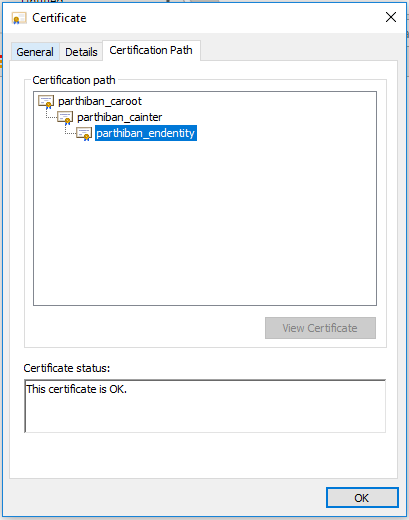 Certificate
General
Details
Certification Path
Certification path
parthiban_caroot
parthiban_cainter
parthiban_endentity
View Certificate
Certificate status:
This certificate is OK.
OK